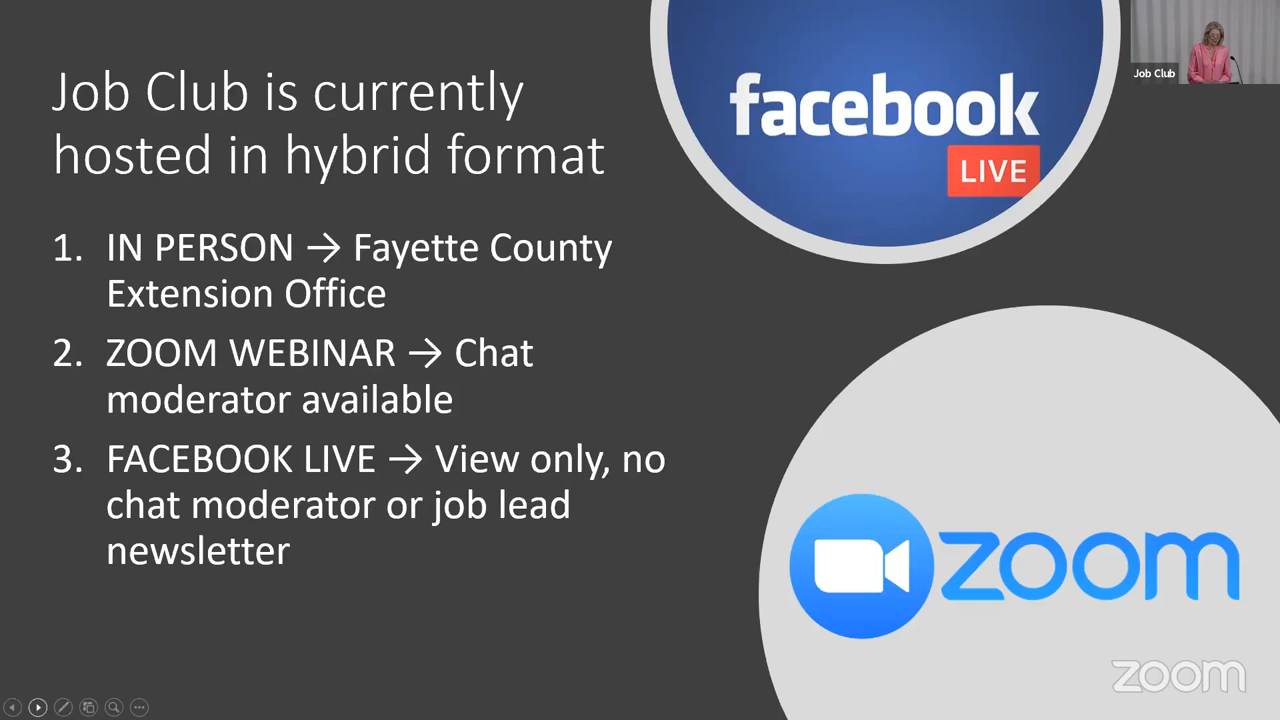 Job Club is currently
hosted in hybrid format
1. IN PERSON → Fayette County
Extension Office
2. ZOOM WEBINAR → Chat
moderator available
3. FACEBOOK LIVE → View only, no
chat moderator or job lead
newsletter
facebook
LIVE
Job Club
zoom
zoom